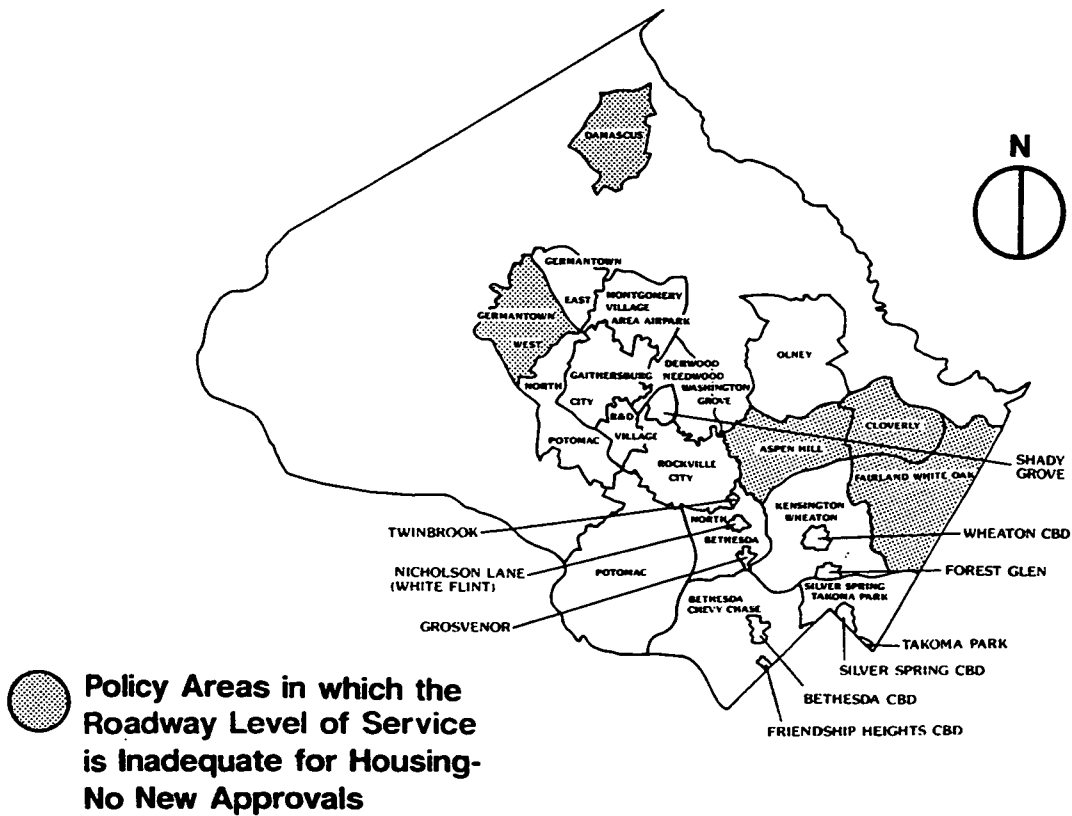 DAMASCUS
N
GERMANTOWN
EAST
MONTGOMERY
VILLAGE
AREA AIRPARK
GERMANTOWN
WEST
OLNEY
DERWOOD
NEEDWOOD
WASHINGTON
GROVE
GAITHERSBURG
CITY
NORTH
POTOMAC
R&D
VILLAGE
CLOVERLY
ASPEN HILL
SHADY
GROVE
ROCKVILLE
CITY
FAIRLAND WHITE OAK
KENSINGTON
WHEATON
TWINBROOK
NORTH
BETHESDA
WHEATON CBD
NICHOLSON LANE
(WHITE FLINT)
POTOMAC
FOREST GLEN
SILVER SPRING
TAKOMA PARK
BETHESDA
CHEVY CHASE
GROSVENOR
TAKOMA PARK
SILVER SPRING CBD
BETHESDA CBD
FRIENDSHIP HEIGHTS CBD
Policy Areas in which the
Roadway Level of Service
is Inadequate for Housing-
No New Approvals